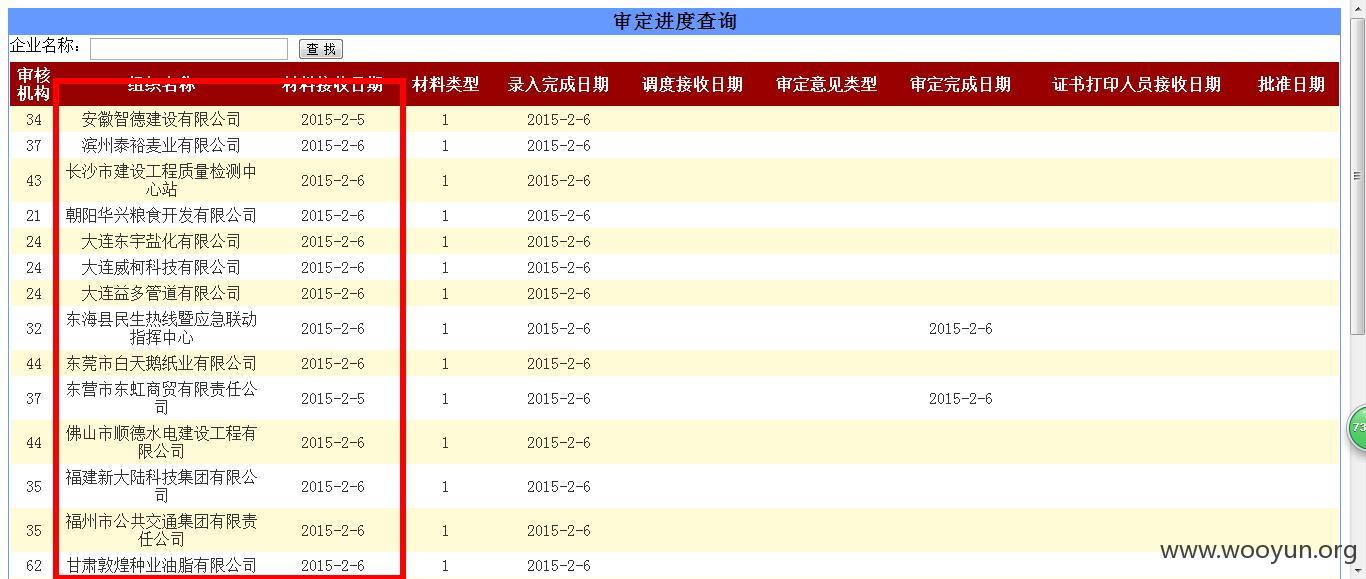 审定进度查询
企业名称: 查 找
审核机构 组织名称 材料接收日期 材料类型 录入完成日期 调度接收日期 审定意见类型 审定完成日期 证书打印人员接收日期 批准日期
34 安徽智德建设有限公司 2015-2-5 1 2015-2-6
37 滨州泰裕麦业有限公司 2015-2-6 1 2015-2-6
43 长沙市建设工程质量检测中心站 2015-2-6 1 2015-2-6
21 朝阳华兴粮食开发有限公司 2015-2-6 1 2015-2-6
24 大连东宇盐化有限公司 2015-2-6 1 2015-2-6
24 大连威柯科技有限公司 2015-2-6 1 2015-2-6
24 大连益多管道有限公司 2015-2-6 1 2015-2-6
32 东海县民生热线暨应急联动指挥中心 2015-2-6 1 2015-2-6 2015-2-6
44 东莞市白天鹅纸业有限公司 2015-2-6 1 2015-2-6
37 东营市东虹商贸有限责任公司 2015-2-5 1 2015-2-6 2015-2-6
44 佛山市顺德水电建设工程有限公司 2015-2-6 1 2015-2-6
35 福建新大陆科技集团有限公司 2015-2-6 1 2015-2-6
35 福州市公共交通集团有限责任公司 2015-2-6 1 2015-2-6
62 甘肃敦煌种业油脂有限公司 2015-2-6 1 2015-2-6
73
www.wooyun.org